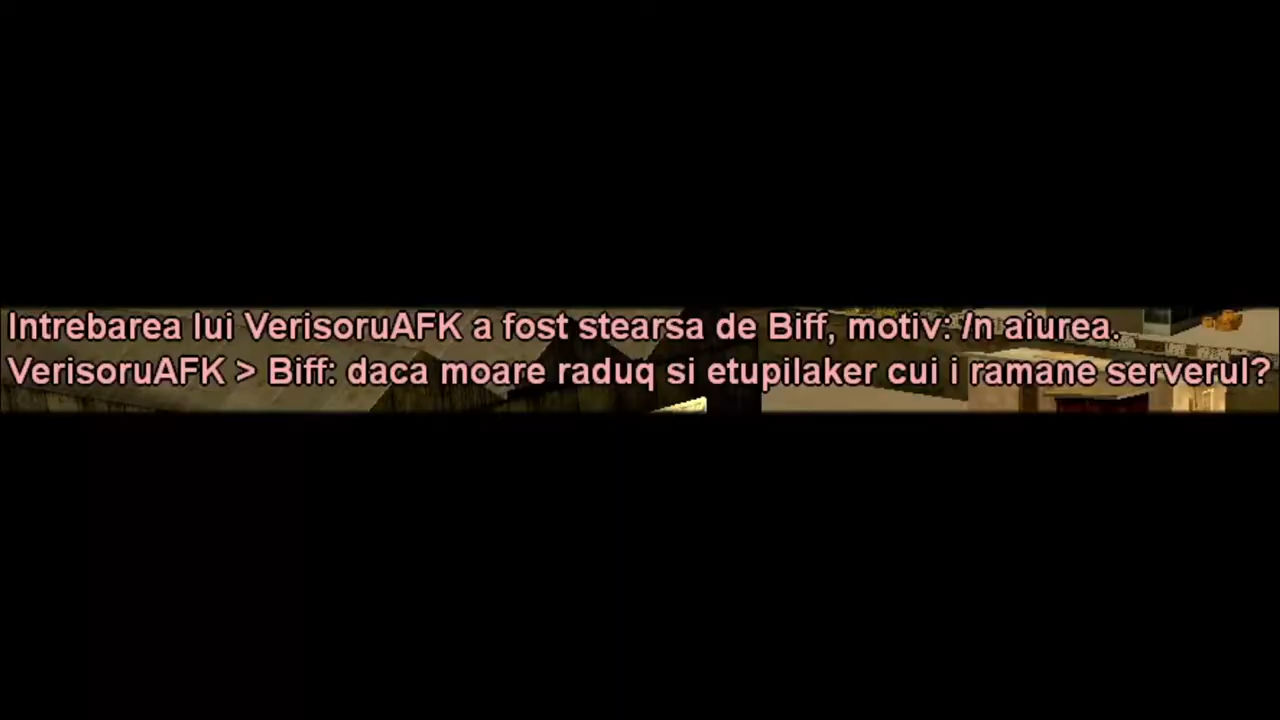 Intrebarea lui VerisoruAFK a fost stearsa de Biff, motiv: /n aiurea.
VerisoruAFK > Biff: daca moare raduq si etupilaker cui i ramane serverul?